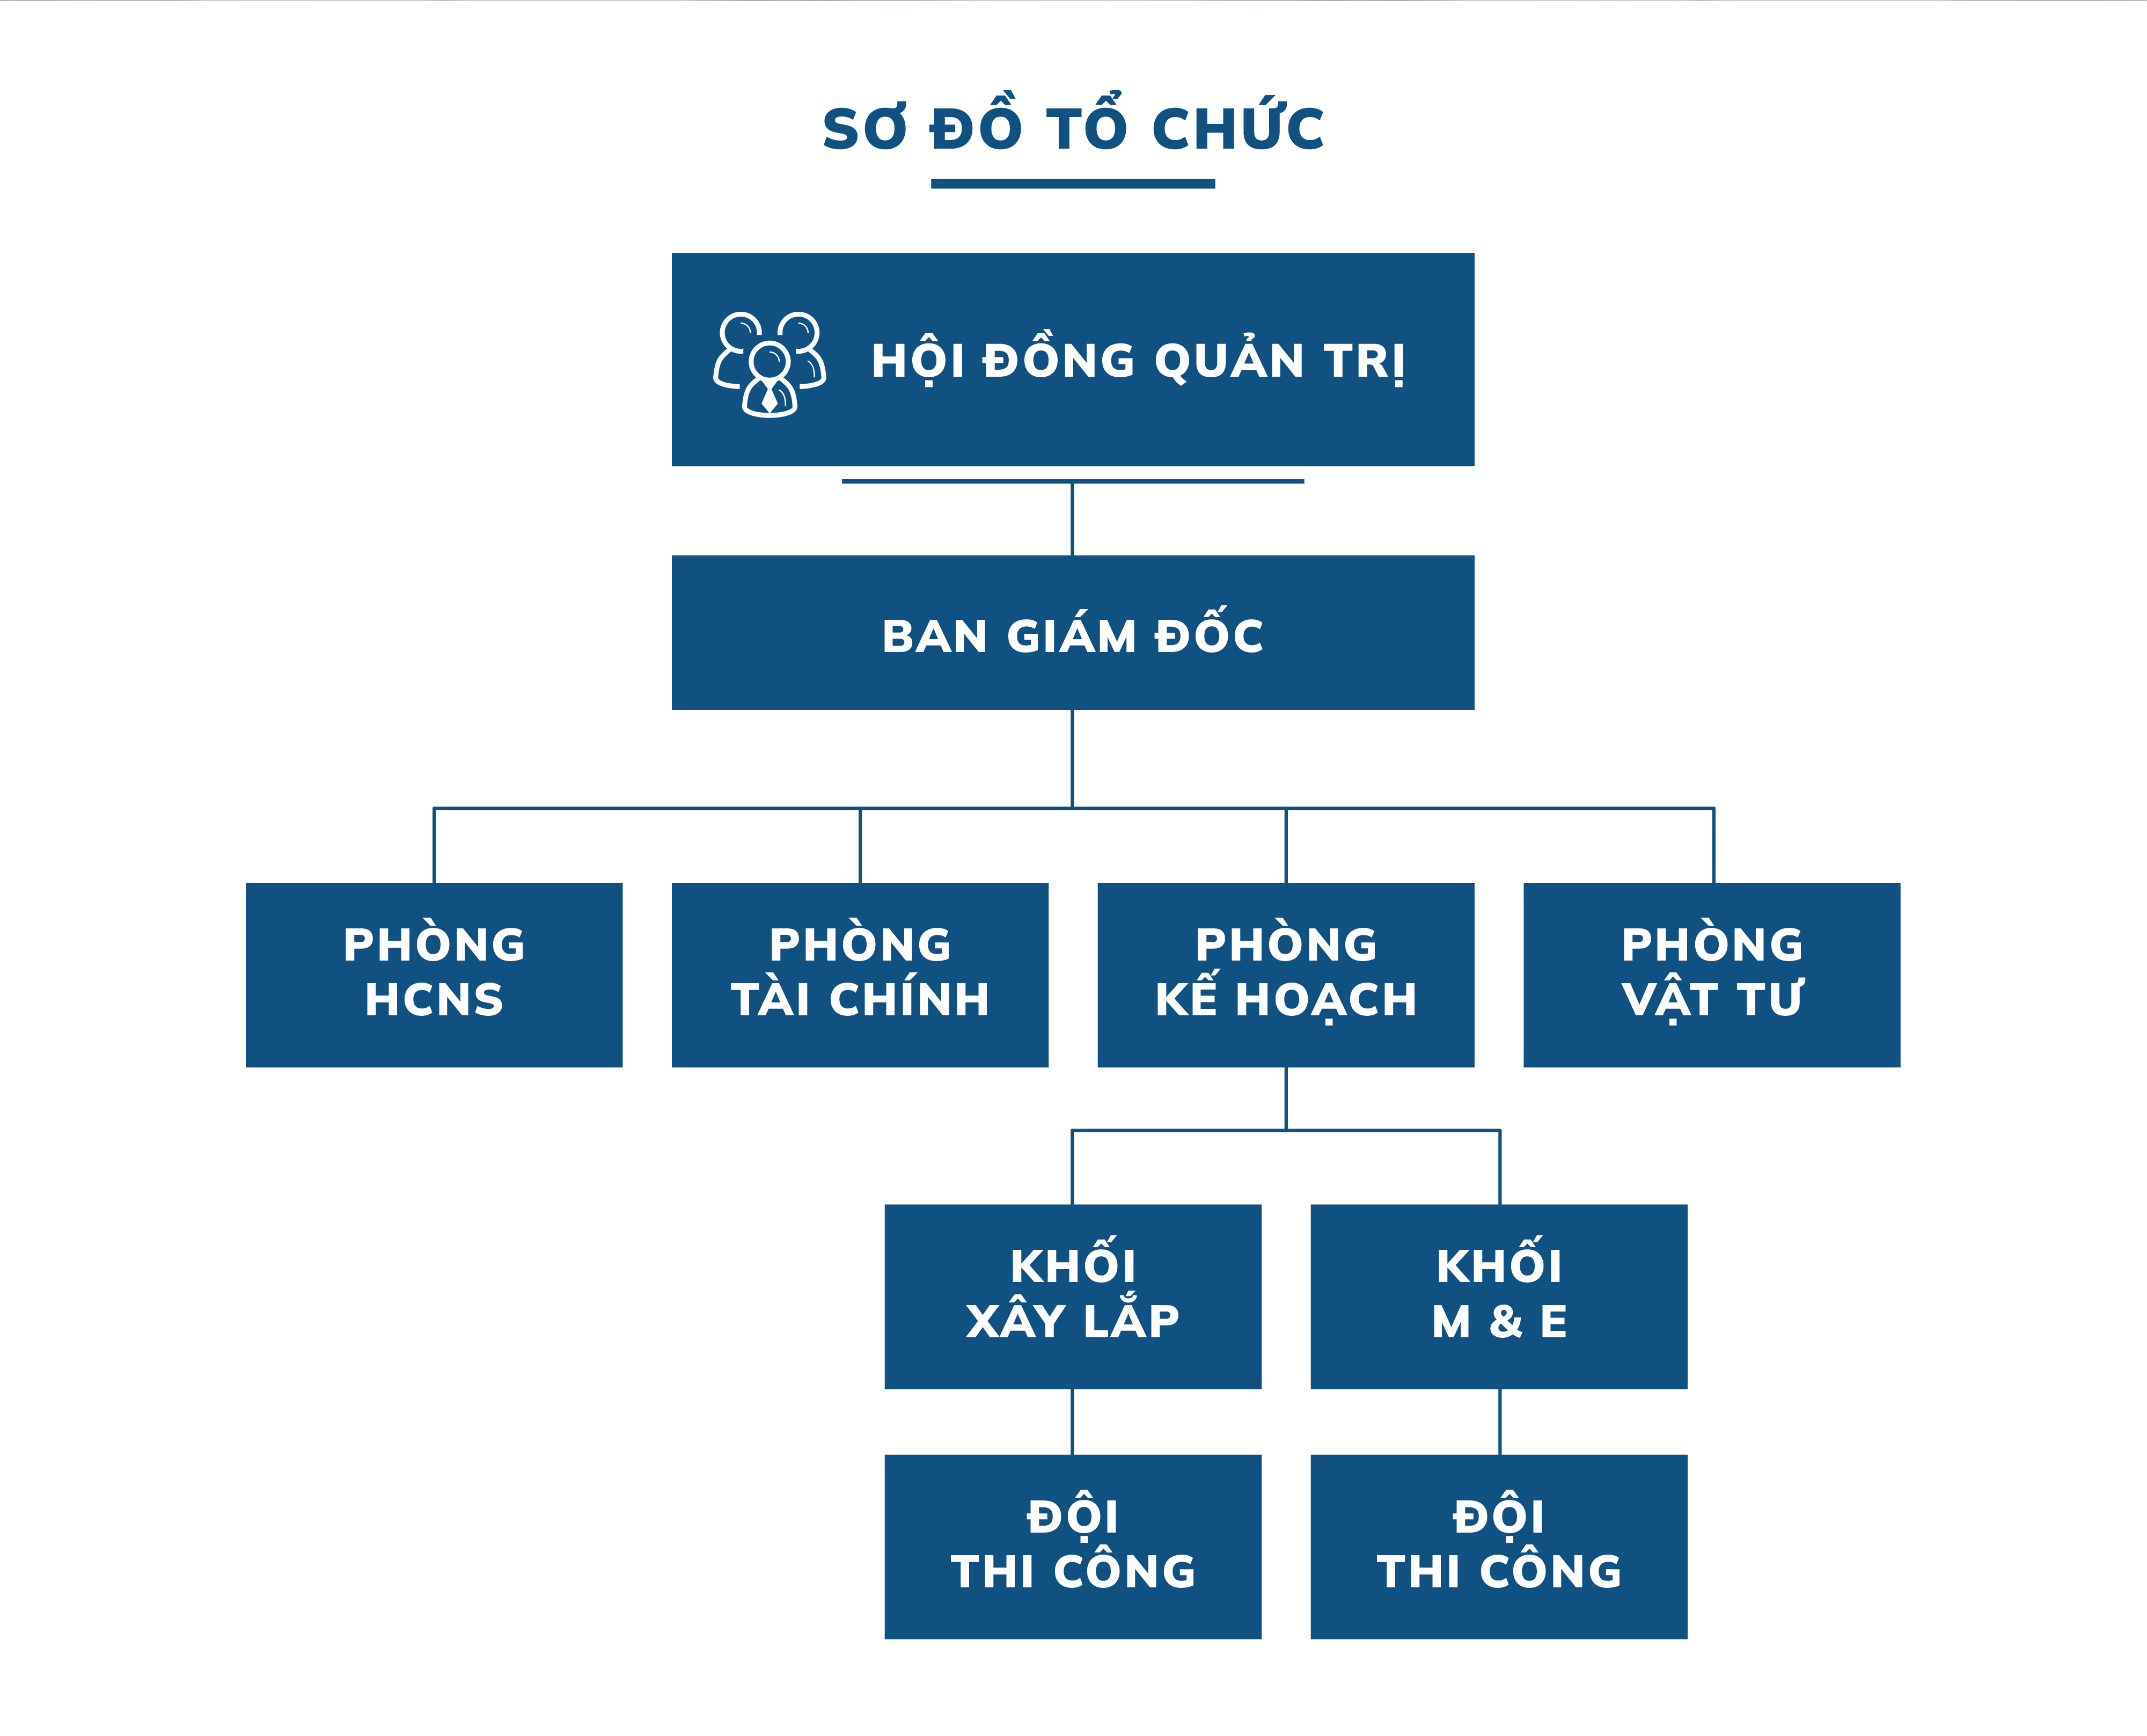 SƠ ĐỒ TỔ CHỨC
HỘI ĐỒNG QUẢN TRỊ
BAN GIÁM ĐỐC
PHÒNG
HCNS
PHÒNG
TÀI CHÍNH
PHÒNG
KẾ HOẠCH
PHÒNG
VẬT TƯ
KHỐI
XÂY LẮP
KHỐI
M & E
ĐỘI
THI CÔNG
ĐỘI
THI CÔNG